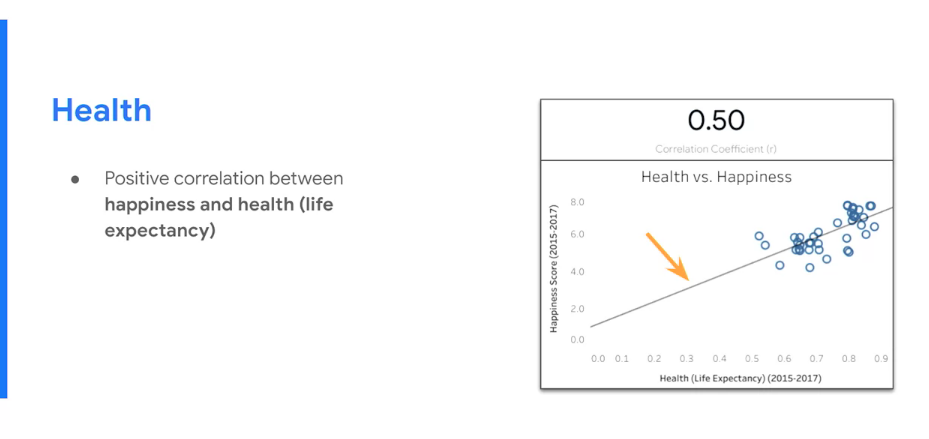 Health
● Positive correlation between
happiness and health (life
expectancy)
0.50
Correlation Coefficient (r)
Health vs. Happiness
Happiness Score (2015-2017)
8.0
6.0
4.0
2.0
0.0
0.0 0.1 0.2 0.3 0.4 0.5 0.6 0.7 0.8 0.9
Health (Life Expectancy) (2015-2017)